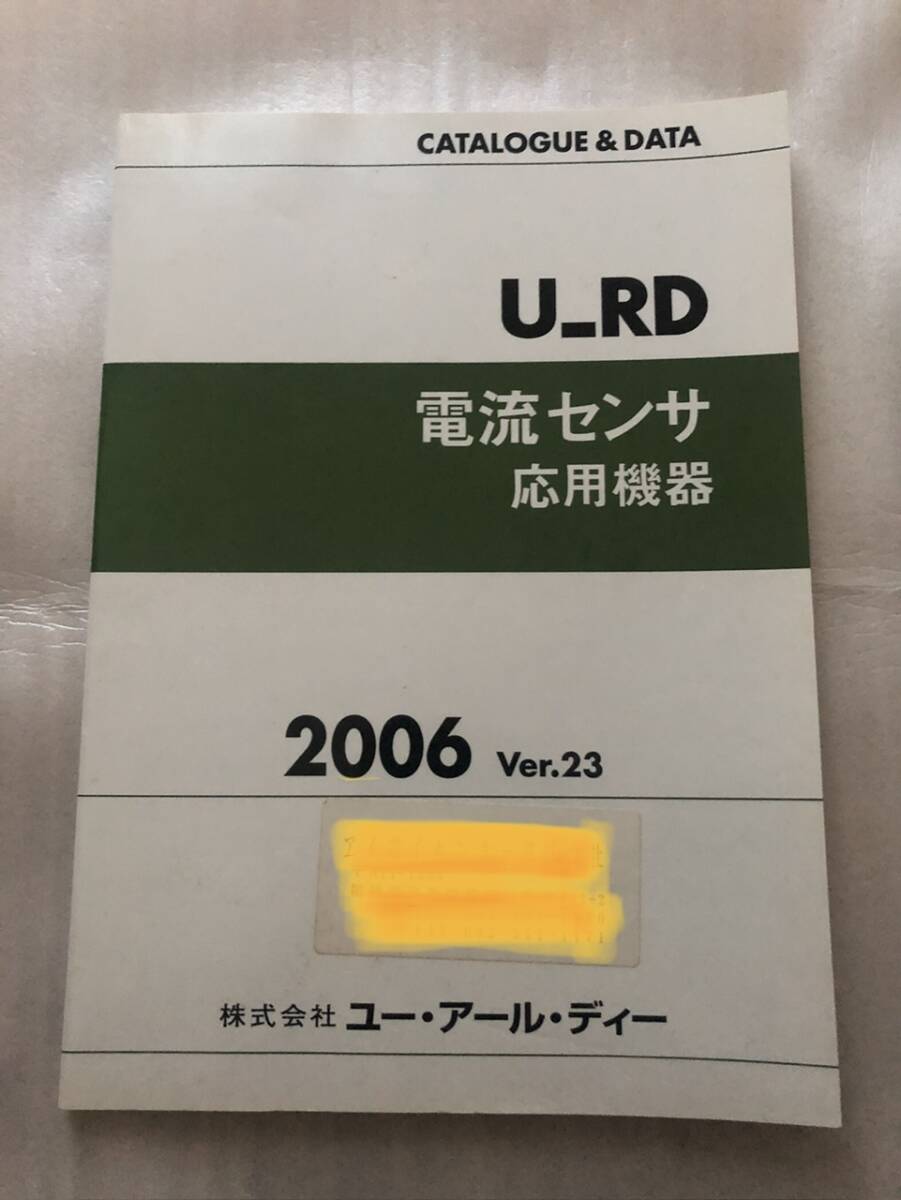 CATALOGUE & DATA
U_RD
電流センサ
応用機器
2006 Ver.23
株式会社 ユー・アール・ディー